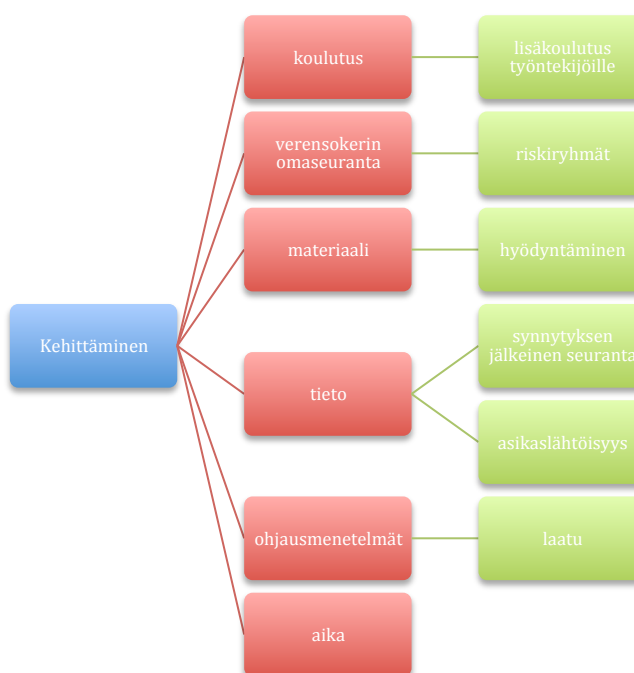 koulutus
lisäkoulutus
työntekijöille
verensokerin
omaseuranta
riskiryhmät
materiaali
hyödyntäminen
Kehittäminen
tieto
synnytyksen
jälkeinen seuranta
asikaslähtöisyys
ohjausmenetelmät
laatu
aika